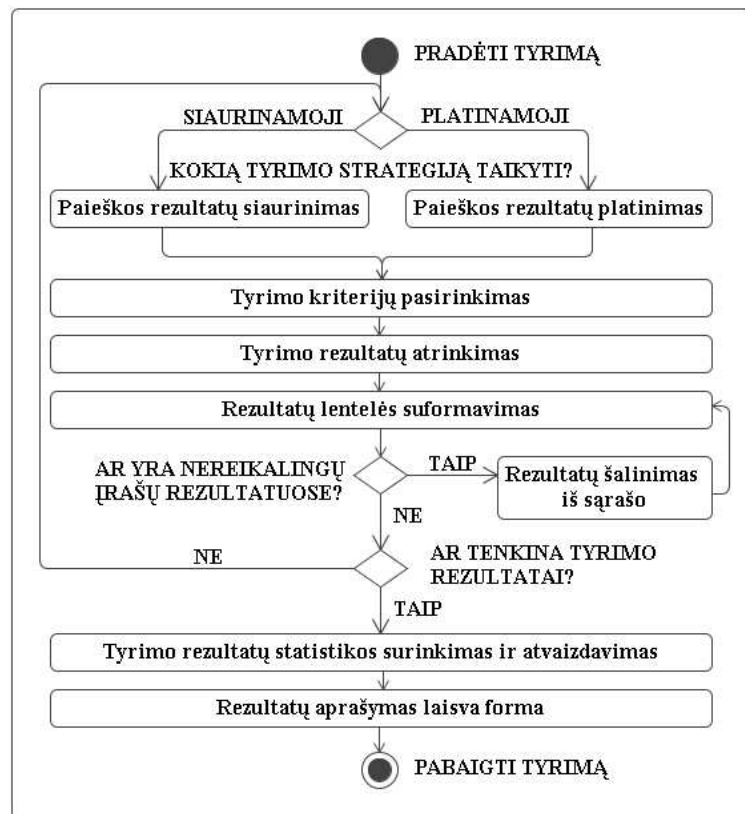 PRADĖTI TYRIMĄ
SIAURINAMOJI
PLATINAMOJI
KOKIĄ TYRIMO STRATEGIJĄ TAIKYTI?
Paieškos rezultatų siaurinimas
Paieškos rezultatų platinimas
Tyrimo kriterijų pasirinkimas
Tyrimo rezultatų atrinkimas
Rezultatų lentelės suformavimas
AR YRA NEREIKALINGŲ
ĮRAŠŲ REZULTATUOSE?
TAIP
Rezultatų šalinimas
iš sąrašo
NE
NE
AR TENKINA TYRIMO
REZULTATAI?
TAIP
Tyrimo rezultatų statistikos surinkimas ir atvaizdavimas
Rezultatų aprašymas laisva forma
PABAIGTI TYRIMĄ